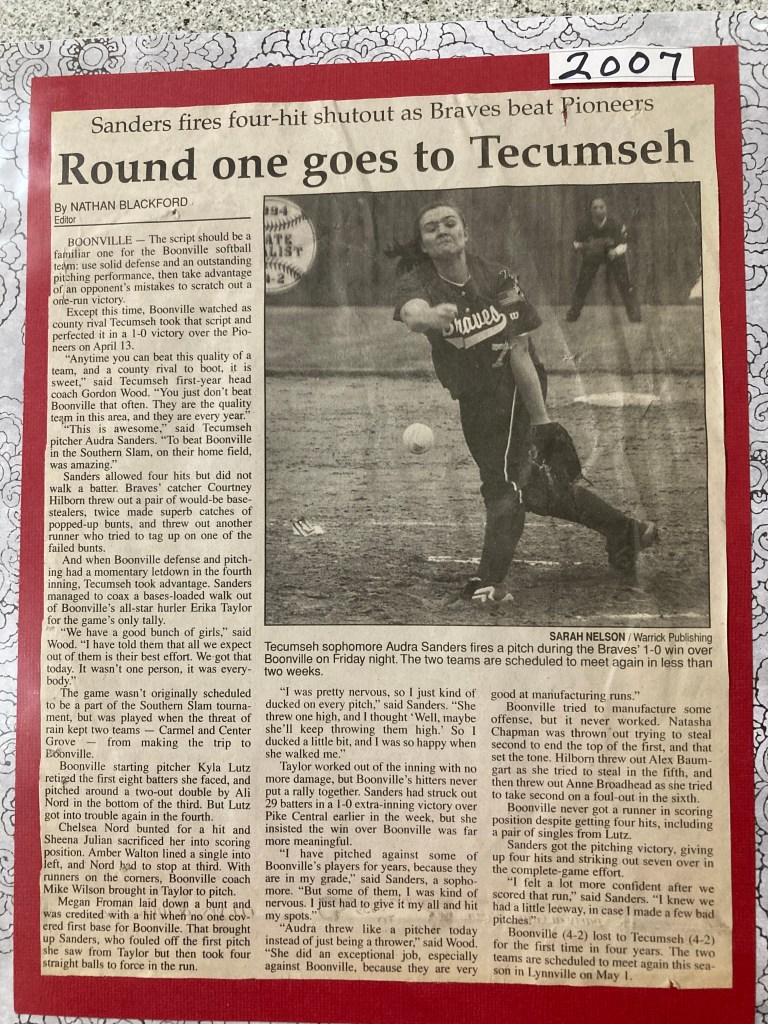 2007
Sanders fires four-hit shutout as Braves beat Pioneers
Round one goes to Tecumseh
By NATHAN BLACKFORD
Editor
BOONVILLE — The script should be a
familiar one for the Boonville softball
team: use solid defense and an outstanding
pitching performance, then take advantage
of an opponent's mistakes to scratch out a
one-run victory.
Except this time, Boonville watched as
county rival Tecumseh took that script and
perfected it in a 1-0 victory over the Pio-
neers on April 13.
"Anytime you can beat this quality of a
team, and a county rival to boot, it is
sweet," said Tecumseh first-year head
coach Gordon Wood. "You just don't beat
Boonville that often. They are the quality
team in this area, and they are every year."
"This is awesome," said Tecumseh
pitcher Audra Sanders. "To beat Boonville
in the Southern Slam, on their home field,
was amazing."
Sanders allowed four hits but did not
walk a batter. Braves' catcher Courtney
Hilborn threw out a pair of would-be base-
stealers, twice made superb catches of
popped-up bunts, and threw out another
runner who tried to tag up on one of the
failed bunts.
And when Boonville defense and pitch-
ing had a momentary letdown in the fourth
inning, Tecumseh took advantage. Sanders
managed to coax a bases-loaded walk out
of Boonville's all-star hurler Erika Taylor
for the game's only tally.
"We have a good bunch of girls," said
Wood. "I have told them that all we expect
out of them is their best effort. We got that
today. It wasn't one person, it was every-
body."
The game wasn't originally scheduled
to be a part of the Southern Slam tourna-
ment, but was played when the threat of
rain kept two teams — Carmel and Center
Grove — from making the trip to
Boonville.
Boonville starting pitcher Kyla Lutz
retired the first eight batters she faced, and
pitched around a two-out double by Ali
Nord in the bottom of the third. But Lutz
got into trouble again in the fourth.
Chelsea Nord bunted for a hit and
Sheena Julian sacrificed her into scoring
position. Amber Walton lined a single into
left, and Nord had to stop at third. With
runners on the corners, Boonville coach
Mike Wilson brought in Taylor to pitch.
Megan Froman laid down a bunt and
was credited with a hit when no one cov-
ered first base for Boonville. That brought
up Sanders, who fouled off the first pitch
she saw from Taylor but then took four
straight balls to force in the run.
Braves
7
SARAH NELSON / Warrick Publishing
Tecumseh sophomore Audra Sanders fires a pitch during the Braves' 1-0 win over
Boonville on Friday night. The two teams are scheduled to meet again in less than
two weeks.
"I was pretty nervous, so I just kind of
ducked on every pitch," said Sanders. "She
threw one high, and I thought 'Well, maybe
she'll keep throwing them high.' So I
ducked a little bit, and I was so happy when
she walked me."
Taylor worked out of the inning with no
more damage, but Boonville's hitters never
put a rally together. Sanders had struck out
29 batters in a 1-0 extra-inning victory over
Pike Central earlier in the week, but she
insisted the win over Boonville was far
more meaningful.
"I have pitched against some of
Boonville's players for years, because they
are in my grade," said Sanders, a sopho-
more. "But some of them, I was kind of
nervous. I just had to give it my all and hit
my spots."
"Audra threw like a pitcher today
instead of just being a thrower," said Wood.
"She did an exceptional job, especially
against Boonville, because they are very
good at manufacturing runs."
Boonville tried to manufacture some
offense, but it never worked. Natasha
Chapman was thrown out trying to steal
second to end the top of the first, and that
set the tone. Hilborn threw out Alex Baum-
gart as she tried to steal in the fifth, and
then threw out Anne Broadhead as she tried
to take second on a foul-out in the sixth.
Boonville never got a runner in scoring
position despite getting four hits, including
a pair of singles from Lutz.
Sanders got the pitching victory, giving
up four hits and striking out seven over in
the complete-game effort.
"I felt a lot more confident after we
scored that run," said Sanders. "I knew we
had a little leeway, in case I made a few bad
pitches."
Boonville (4-2) lost to Tecumseh (4-2)
for the first time in four years. The two
teams are scheduled to meet again this sea-
son in Lynnville on May 1.